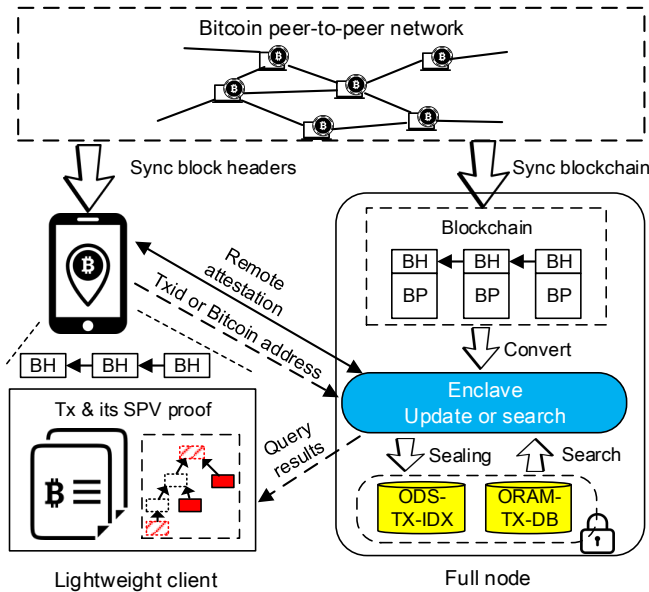 Bitcoin peer-to-peer network
Sync block headers
Sync blockchain
Blockchain
BH BH BH
BP BP BP
Convert
Remote
attestation
Txid or Bitcoin address
BH BH BH
Enclave
Update or search
Tx & its SPV proof
Query
results
Sealing
Search
ODS-
TX-IDX
ORAM-
TX-DB
Lightweight client
Full node